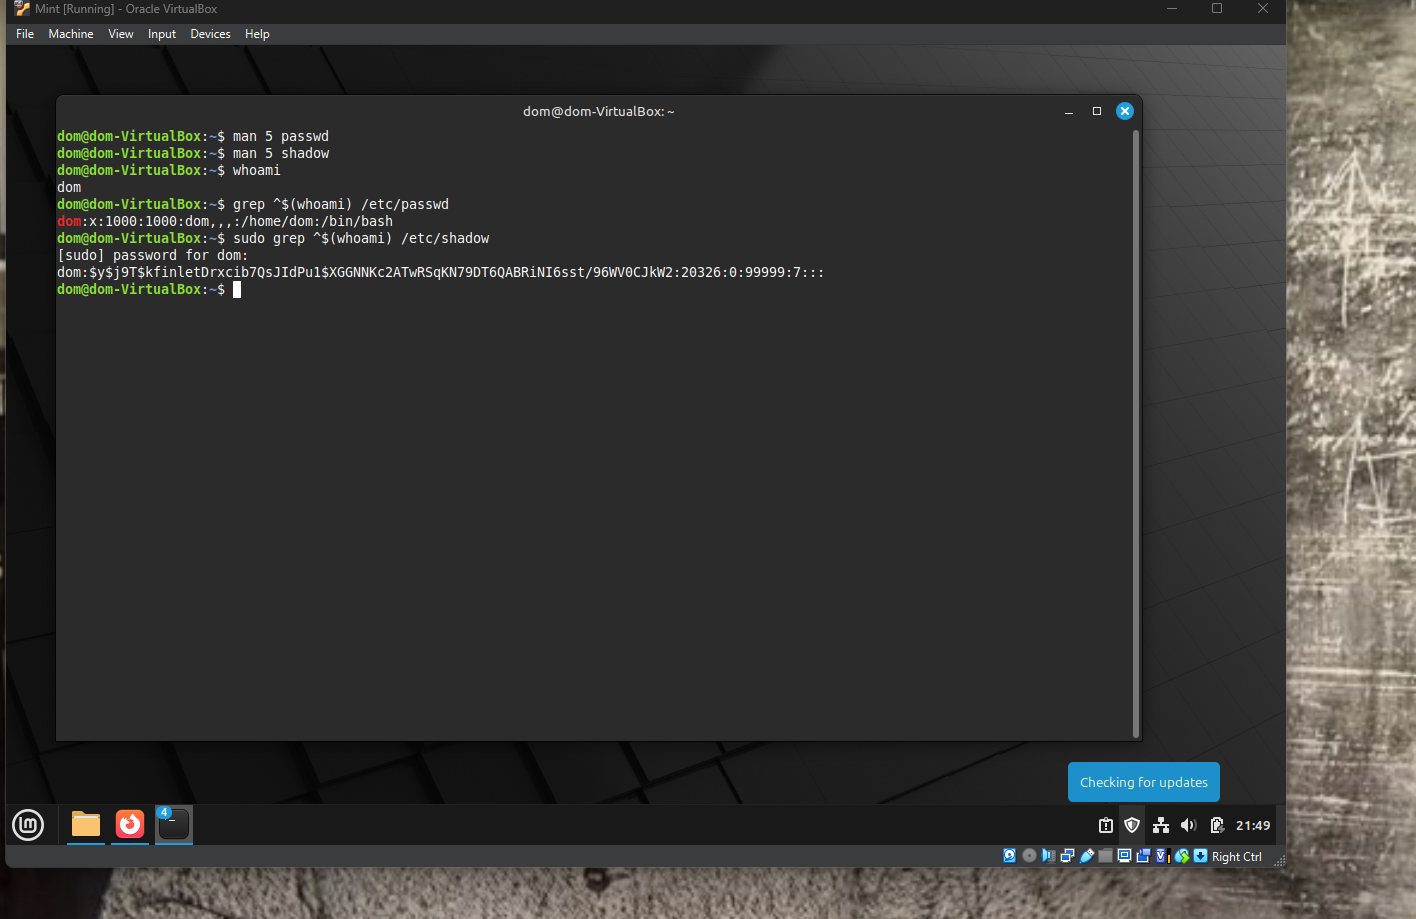 Mint [Running] - Oracle VirtualBox
File Machine View Input Devices Help
dom@dom-VirtualBox: ~
dom@dom-VirtualBox:~$ man 5 passwd
dom@dom-VirtualBox:~$ man 5 shadow
dom@dom-VirtualBox:~$ whoami
dom
dom@dom-VirtualBox:~$ grep ^$(whoami) /etc/passwd
dom:x:1000:1000:dom,,,:/home/dom:/bin/bash
dom@dom-VirtualBox:~$ sudo grep ^$(whoami) /etc/shadow
[sudo] password for dom:
dom:$y$j9T$kfinletDrxcib7QsJIdPu1$XGGNNKc2ATwRSqKN79DT6QABRiNI6sst/96WV0CJkW2:20326:0:99999:7:::
dom@dom-VirtualBox:~$
Checking for updates
4
21:49
Right Ctrl